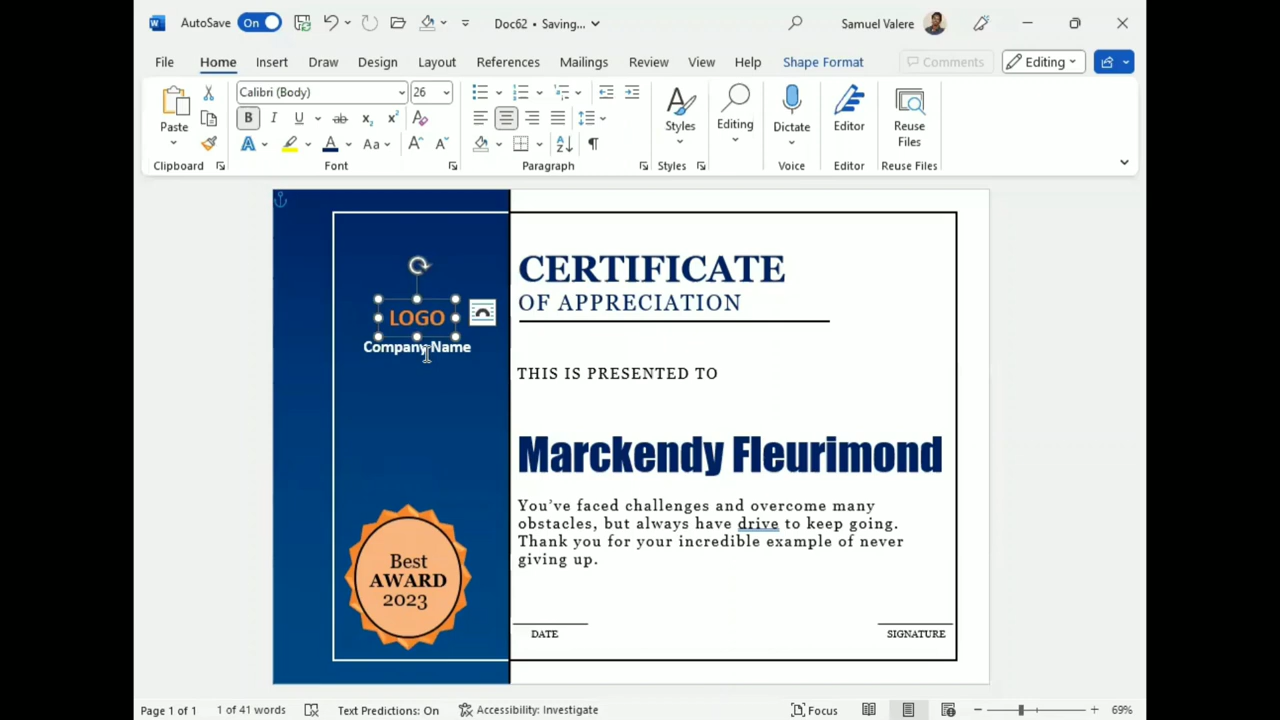 AutoSave On Doc62 • Saving... Samuel Valere
File Home Insert Draw Design Layout References Mailings Review View Help Shape Format Comments Editing
Calibri (Body) 26
Paste Styles Editing Dictate Editor Reuse Files
Clipboard Font Paragraph Styles Voice Editor Reuse Files
CERTIFICATE
OF APPRECIATION
LOGO
Company Name
THIS IS PRESENTED TO
Marckendy Fleurimond
You've faced challenges and overcome many
obstacles, but always have drive to keep going.
Thank you for your incredible example of never
giving up.
Best
AWARD
2023
DATE SIGNATURE
Page 1 of 1 1 of 41 words Text Predictions: On Accessibility: Investigate Focus 69%